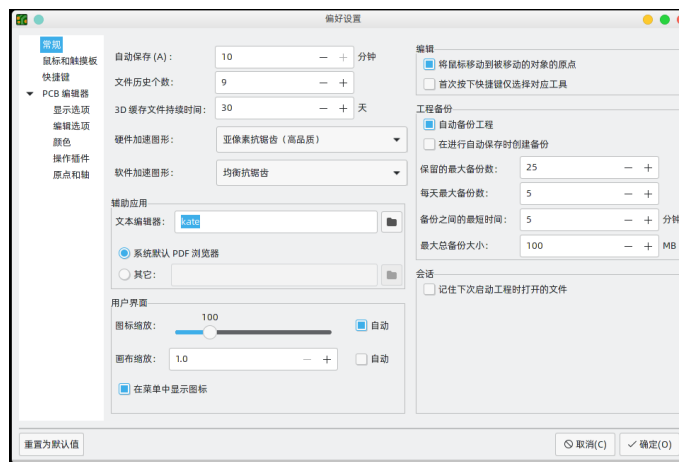 偏好设置
常规
鼠标和触摸板
快捷键
PCB 编辑器
显示选项
编辑选项
颜色
操作插件
原点和轴
自动保存 (A)： 10 分钟
文件历史个数： 9
3D 缓存文件持续时间： 30 天
硬件加速图形： 亚像素抗锯齿（高品质）
软件加速图形： 均衡抗锯齿
辅助应用
文本编辑器： kate
系统默认 PDF 浏览器
其它：
用户界面
100
图标缩放： 自动
画布缩放： 1.0 自动
在菜单中显示图标
编辑
将鼠标移动到被移动的对象的原点
首次按下快捷键仅选择对应工具
工程备份
自动备份工程
在进行自动保存时创建备份
保留的最大备份数： 25
每天最大备份数： 5
备份之间的最短时间： 5 分钟
最大总备份大小： 100 MB
会话
记住下次启动工程时打开的文件
重置为默认值
取消(C)
确定(O)